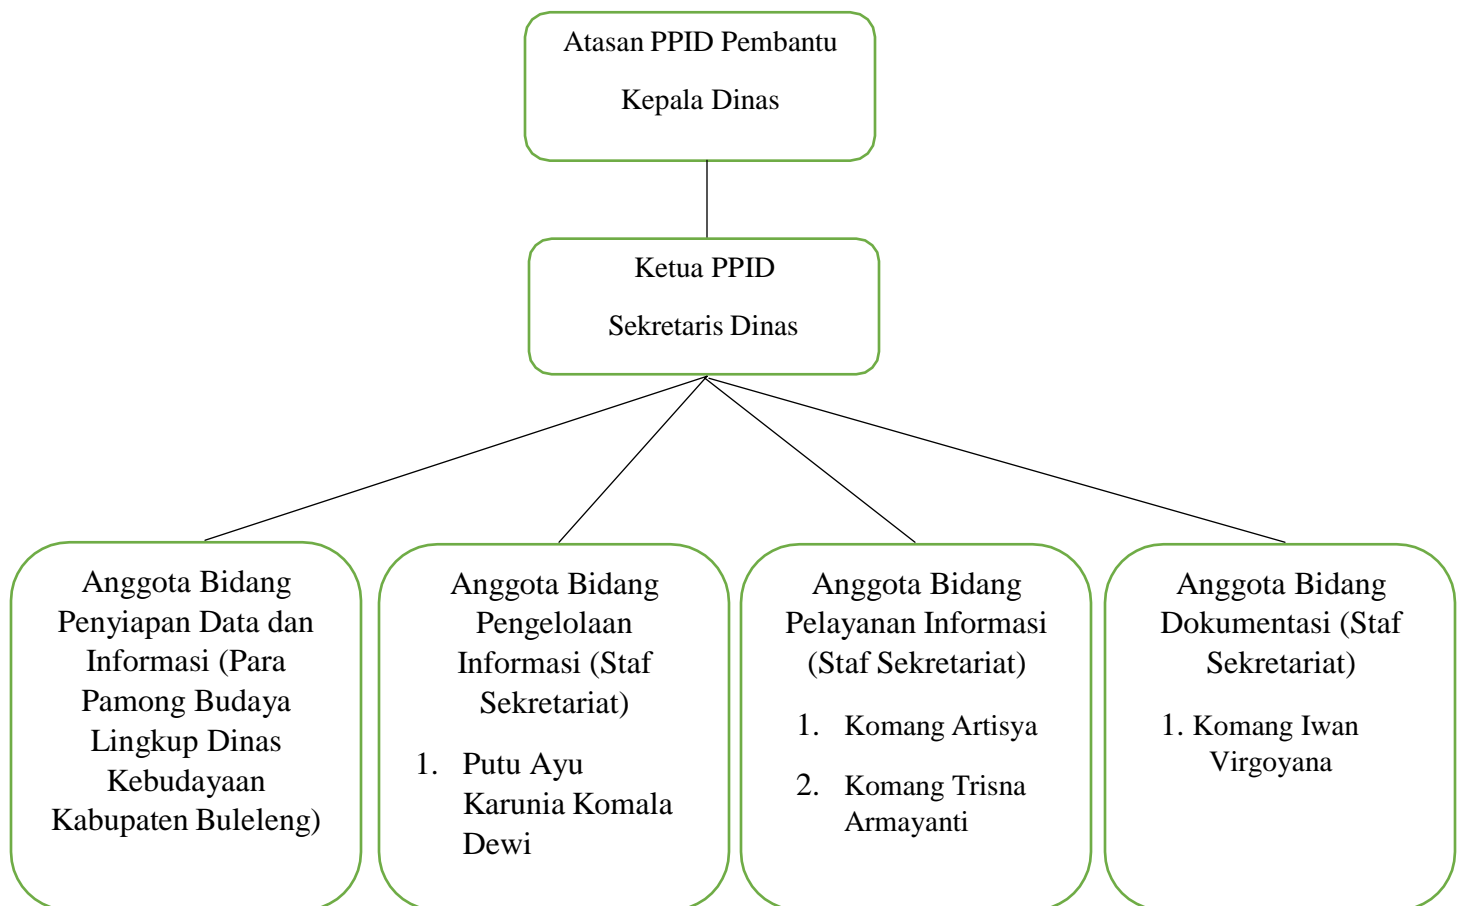 Atasan PPID Pembantu
Kepala Dinas
Ketua PPID
Sekretaris Dinas
Anggota Bidang
Penyiapan Data dan
Informasi (Para
Pamong Budaya
Lingkup Dinas
Kebudayaan
Kabupaten Buleleng)
Anggota Bidang
Pengelolaan
Informasi (Staf
Sekretariat)
1. Putu Ayu
Karunia Komala
Dewi
Anggota Bidang
Pelayanan Informasi
(Staf Sekretariat)
1. Komang Artisya
2. Komang Trisna
Armayanti
Anggota Bidang
Dokumentasi (Staf
Sekretariat)
1. Komang Iwan
Virgoyana